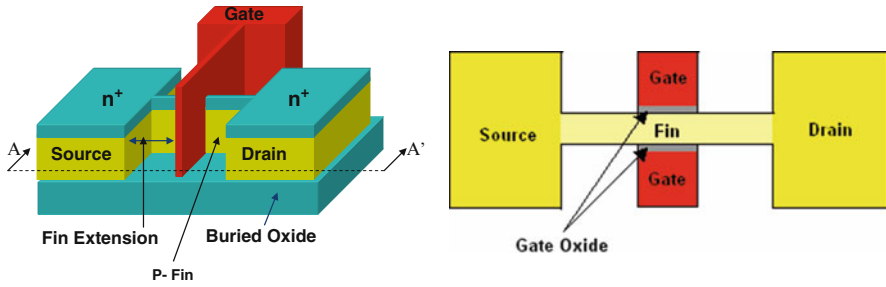 Gate
n+
n+
A
Source
Drain
A'
Fin Extension
Buried Oxide
P- Fin
Gate
Source
Fin
Drain
Gate
Gate Oxide